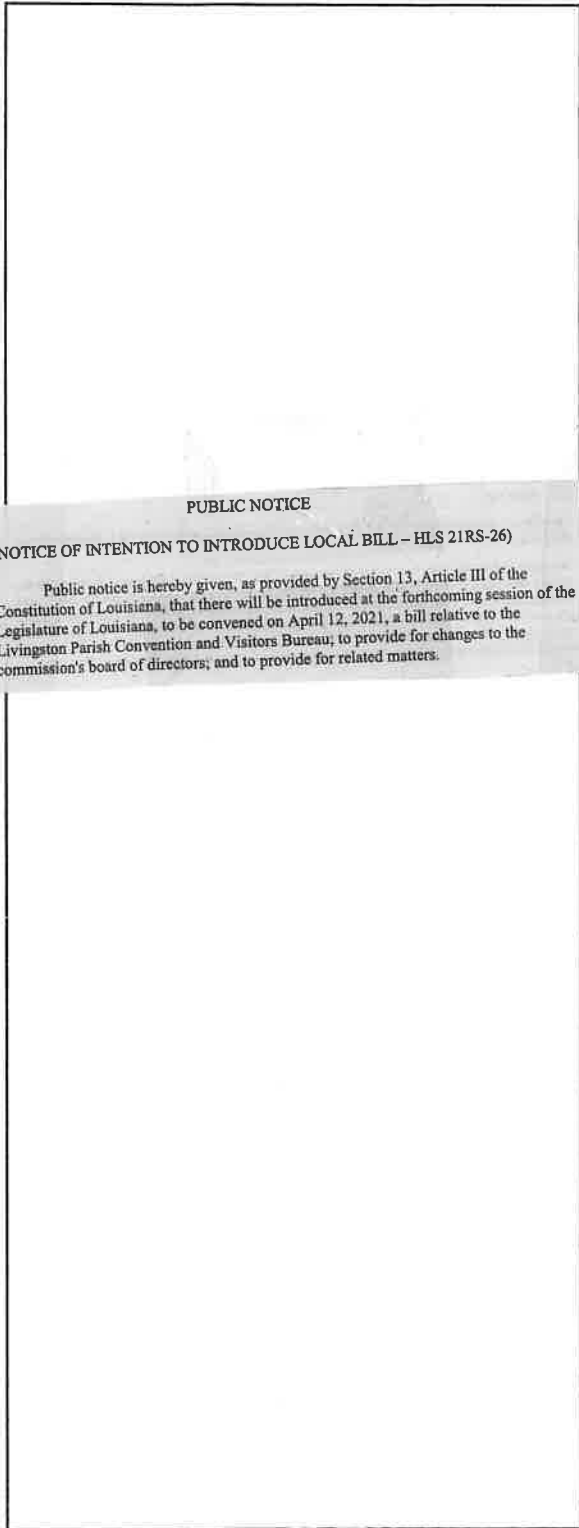 PUBLIC NOTICE
NOTICE OF INTENTION TO INTRODUCE LOCAL BILL – HLS 21RS-26)
Public notice is hereby given, as provided by Section 13, Article III of the
Constitution of Louisiana, that there will be introduced at the forthcoming session of the
Legislature of Louisiana, to be convened on April 12, 2021, a bill relative to the
Livingston Parish Convention and Visitors Bureau; to provide for changes to the
commission's board of directors; and to provide for related matters.